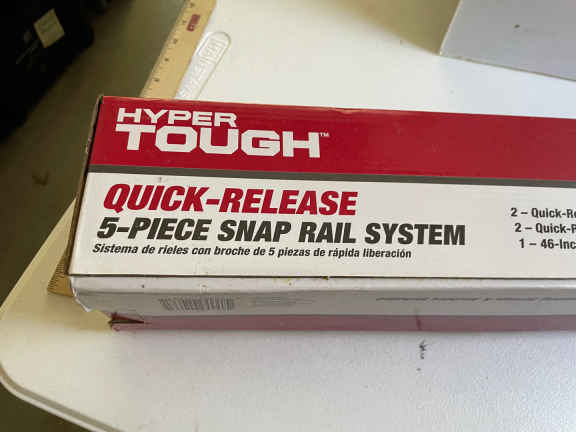 HYPER
TOUGH™
QUICK-RELEASE
5-PIECE SNAP RAIL SYSTEM
Sistema de rieles con broche de 5 piezas de rápida liberación
2 – Quick-Re
2 – Quick-R
1 – 46-Inc